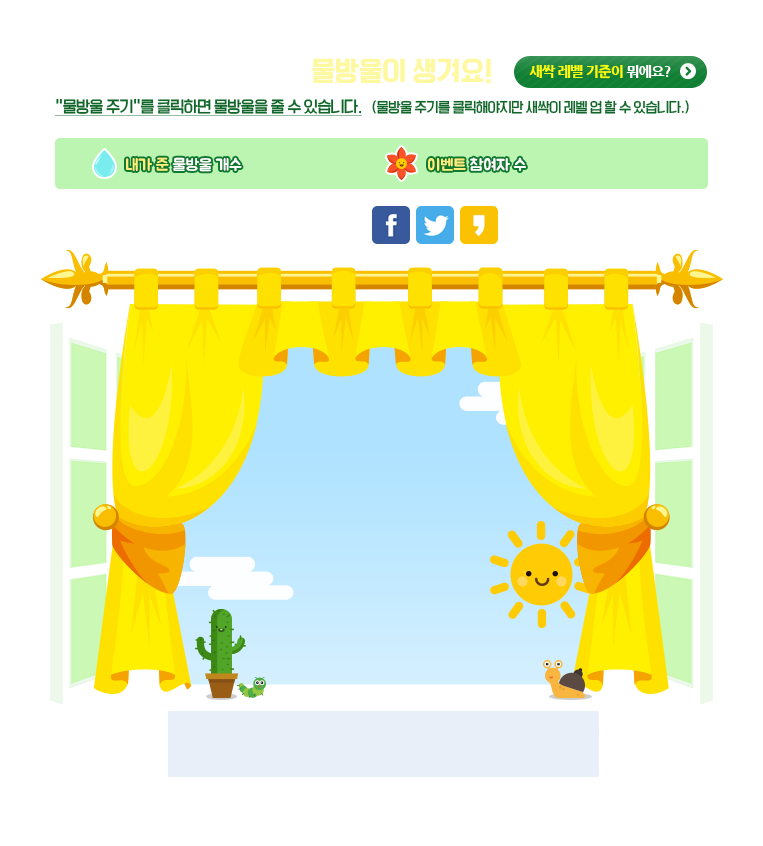 물방울이 생겨요!
새싹 레벨 기준이 뭐에요?
"물방울 주기"를 클릭하면 물방울을 줄 수 있습니다. (물방울 주기를 클릭해야지만 새싹이 레벨 업 할 수 있습니다.)
내가 준 물방울 개수 이벤트 참여자 수